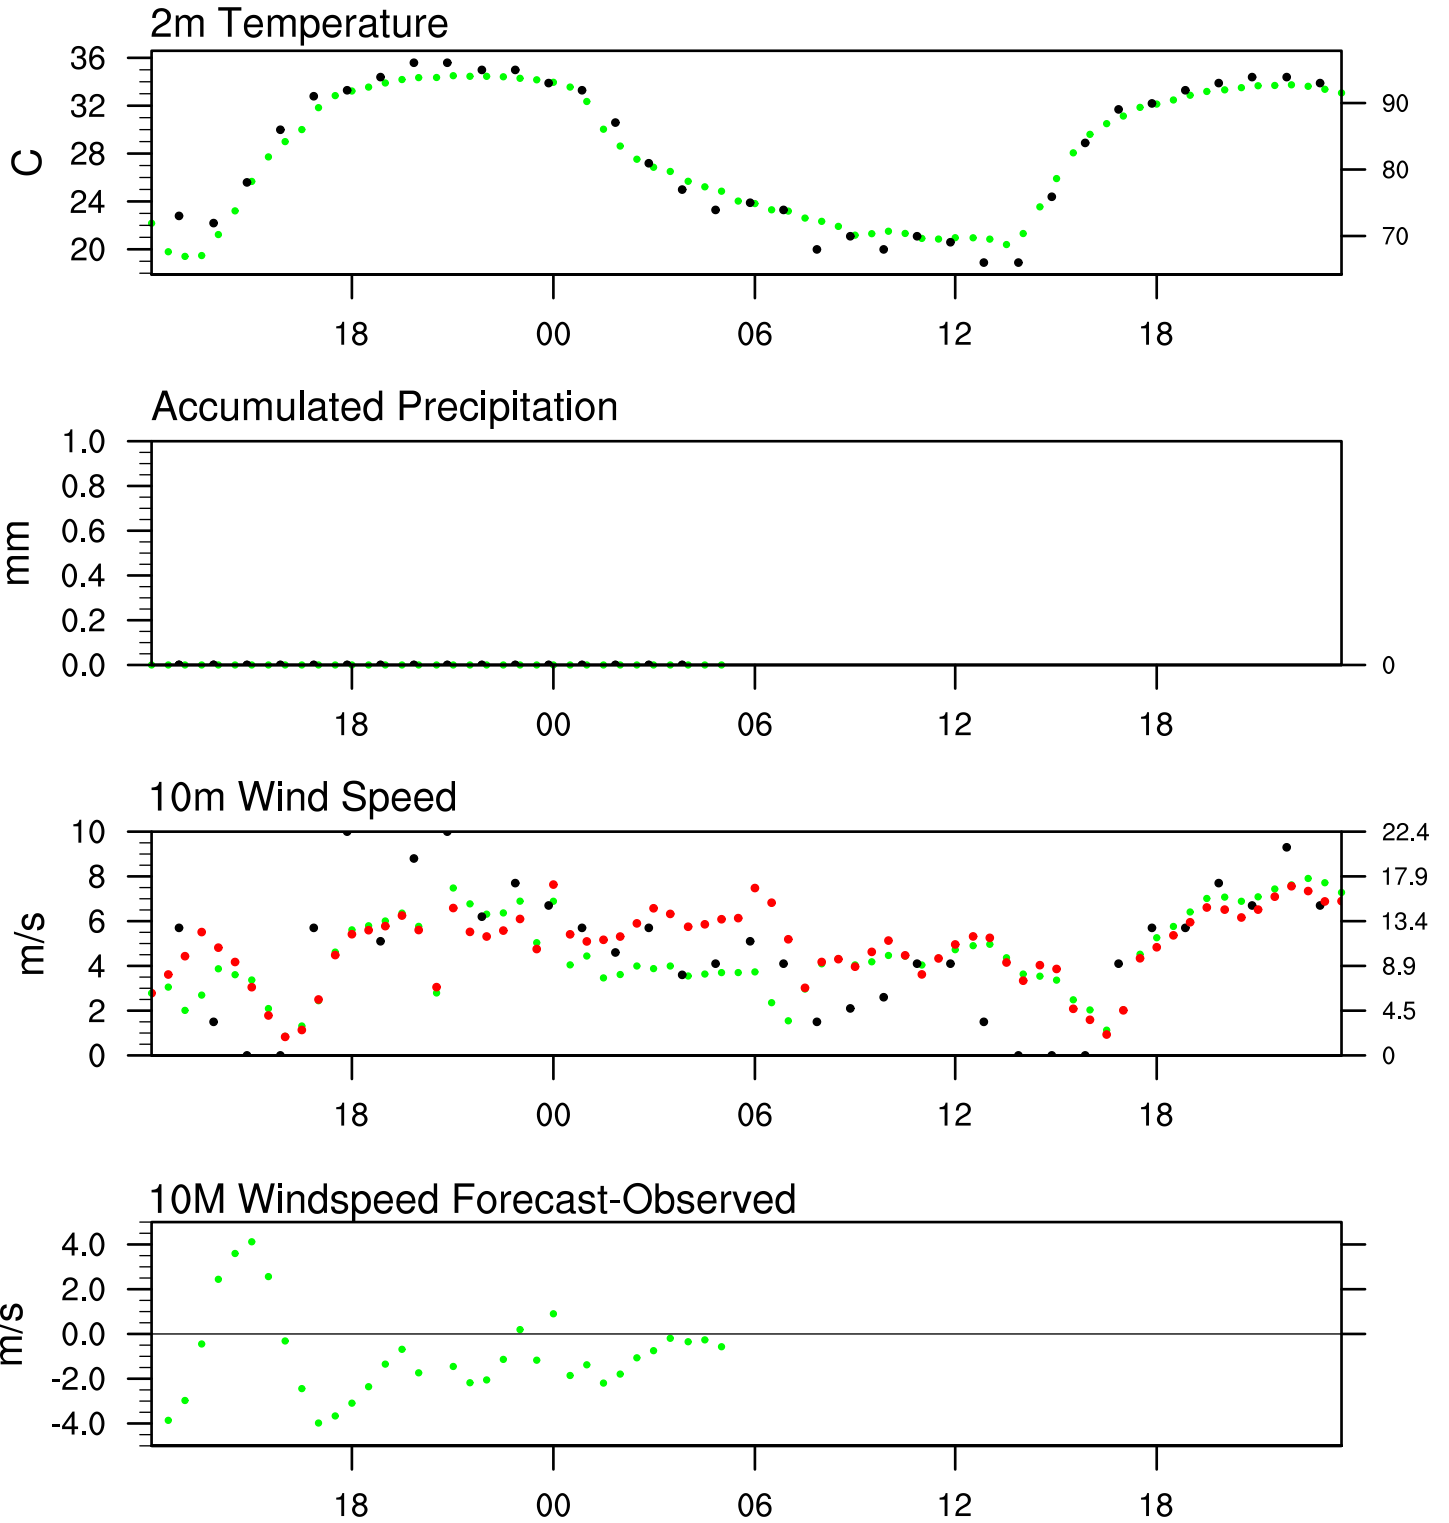 2m Temperature
36
32
28
24
20
C
90
80
70
18 00 06 12 18
Accumulated Precipitation
1.0
0.8
0.6
0.4
0.2
0.0
mm
0
18 00 06 12 18
10m Wind Speed
10
8
6
4
2
0
m/s
22.4
17.9
13.4
8.9
4.5
0
18 00 06 12 18
10M Windspeed Forecast-Observed
4.0
2.0
0.0
-2.0
-4.0
m/s
18 00 06 12 18